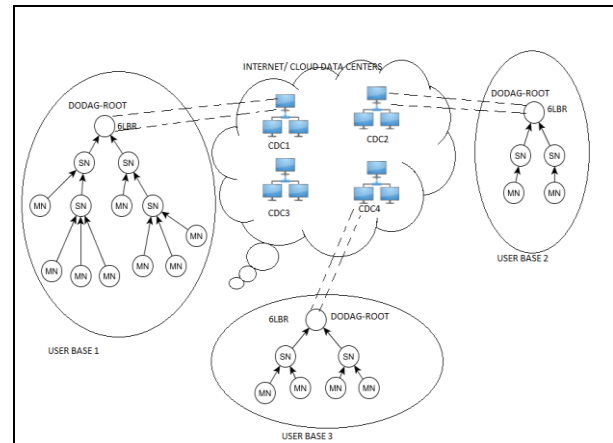 INTERNET/ CLOUD DATA CENTERS
DODAG-ROOT
6LBR
SN
SN
MN
SN
MN
SN
MN
MN
MN
MN
MN
MN
USER BASE 1
CDC1
CDC2
CDC3
CDC4
DODAG-ROOT
6LBR
SN
SN
MN
MN
USER BASE 2
6LBR
DODAG-ROOT
SN
SN
MN
MN
MN
MN
USER BASE 3